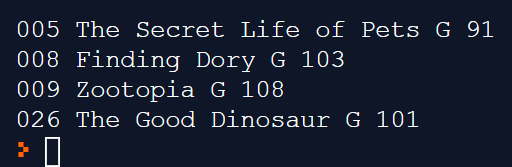 005 The Secret Life of Pets G 91
008 Finding Dory G 103
009 Zootopia G 108
026 The Good Dinosaur G 101